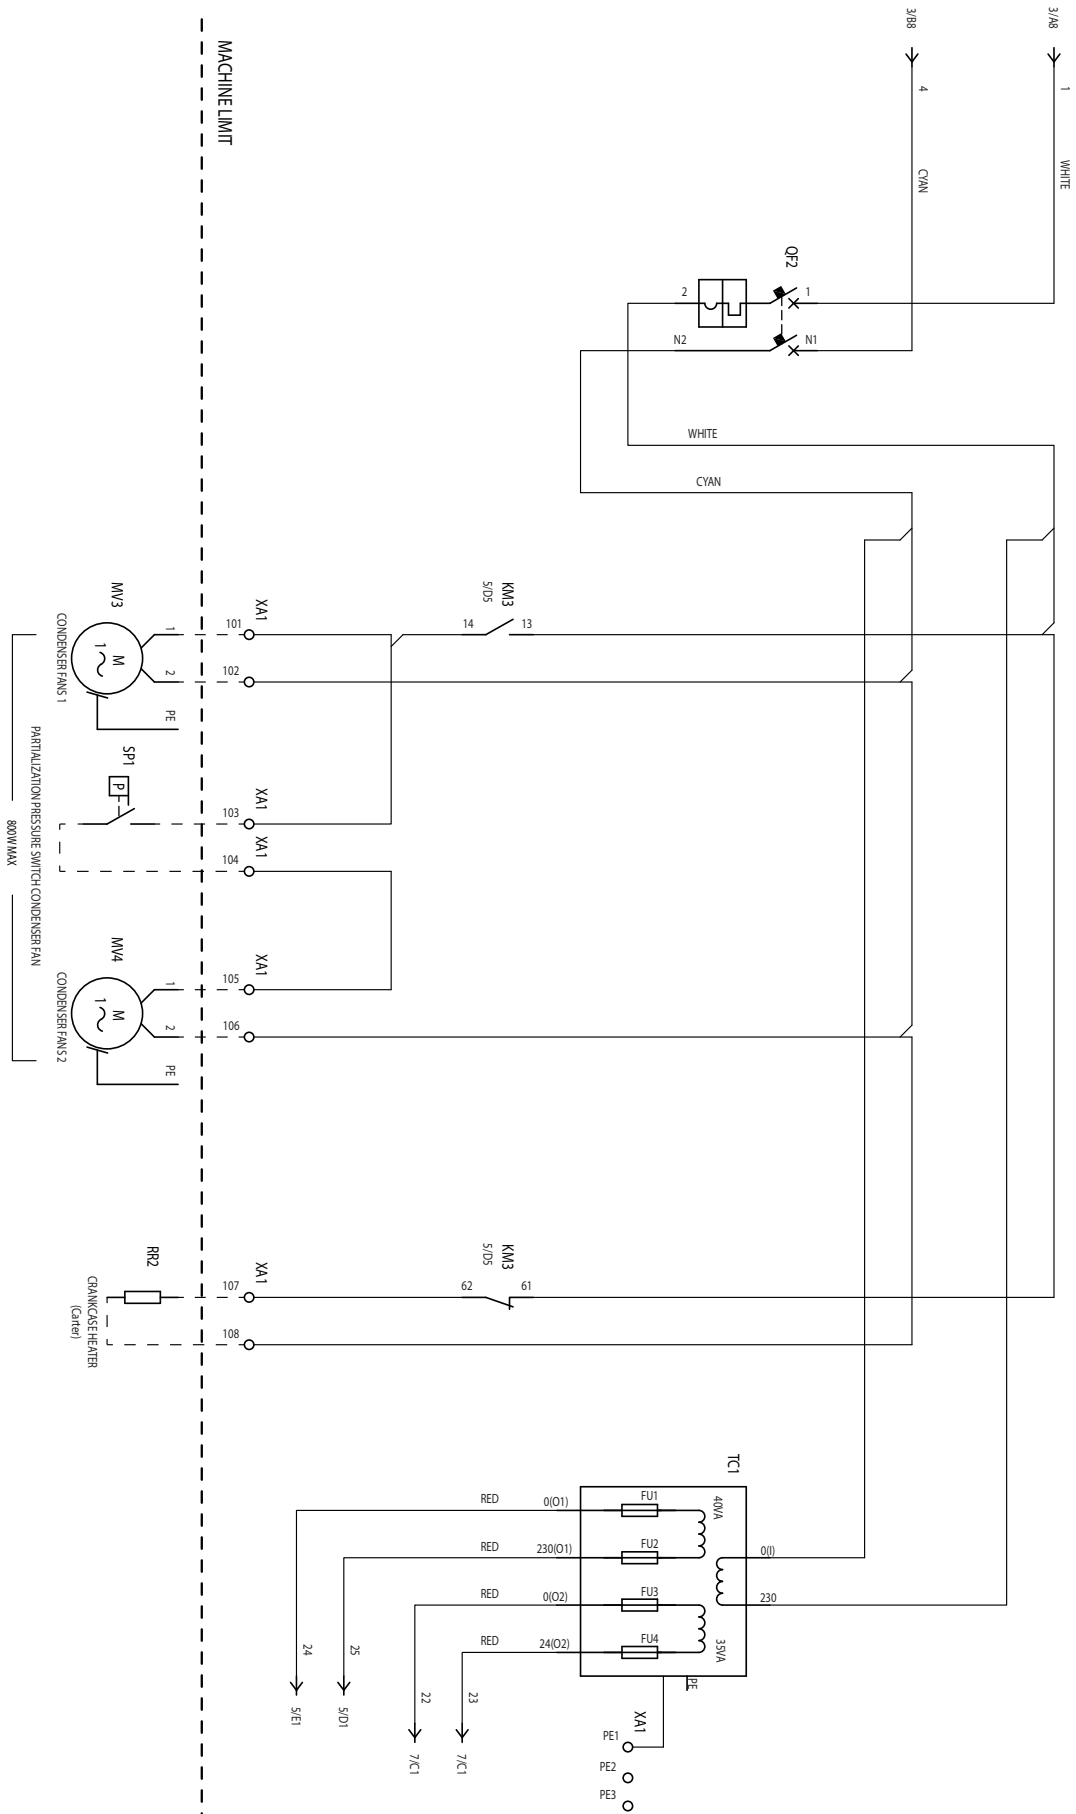 3/B8
3/A8
4
1
CYAN
WHITE
MACHINE LIMIT
QF2
2
1
N2
N1
WHITE
CYAN
MV3
CONDENSER FANS 1
M
1
1
2
PE
XA1
101
102
KM3
5/D5
14
13
SP1
P
PARTIALIZATION PRESSURE SWITCH CONDENSER FAN
800W MAX
XA1
103
XA1
104
MV4
CONDENSER FANS 2
M
1
1
2
PE
XA1
105
106
RR2
CRANKCASE HEATER
(Carter)
XA1
107
108
KM3
5/D5
62
61
TC1
40VA
35VA
RED
0(O1)
FU1
RED
230(O1)
FU2
RED
0(O2)
FU3
RED
24(O2)
FU4
0(I)
230
PE
24
5/E1
25
5/D1
22
7/C1
23
7/C1
XA1
PE1
PE2
PE3